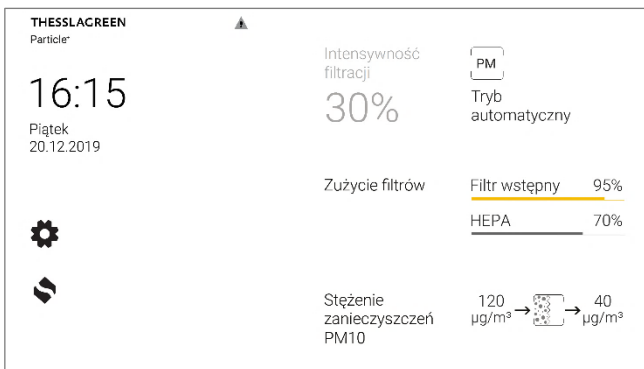 THESSLAGREEN
Particle+
16:15
Piątek
20.12.2019
Intensywność
filtracji
30%
PM
Tryb
automatyczny
Zużycie filtrów
Filtr wstępny 95%
HEPA 70%
Stężenie
zanieczyszczeń
PM10
120
µg/m³
40
µg/m³